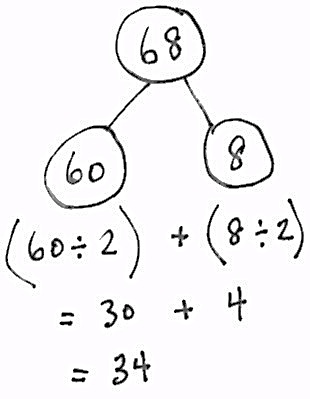 68
60 8
(60÷2) + (8÷2)
= 30 + 4
= 34